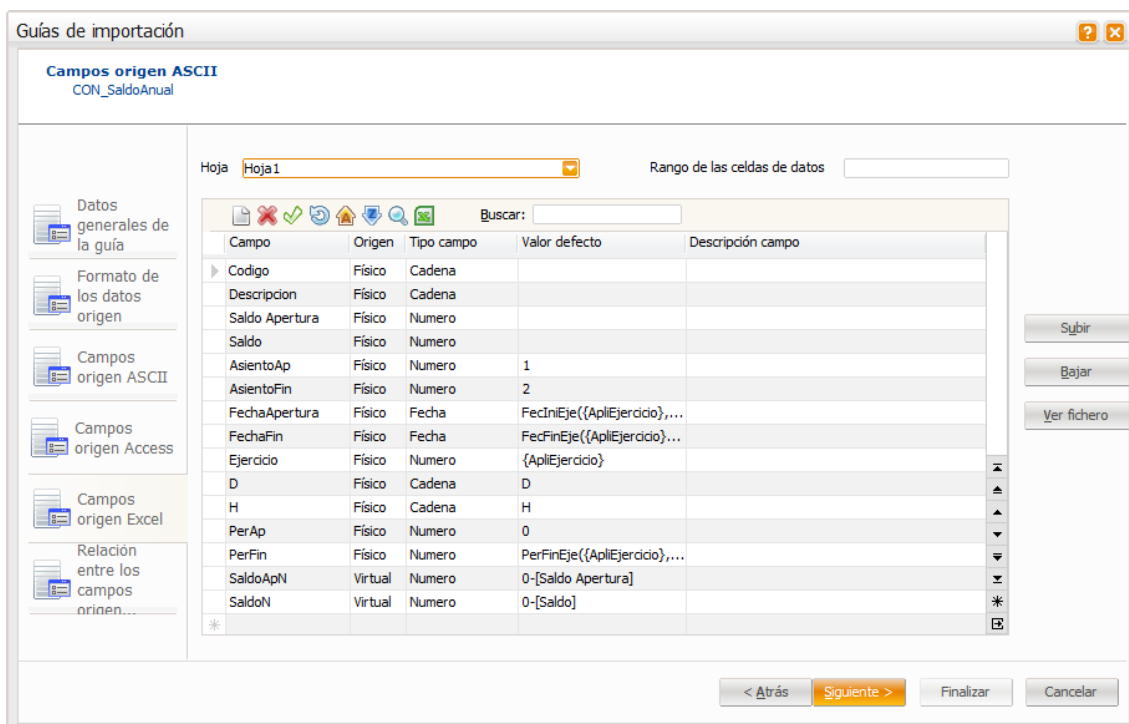 Guías de importación
Campos origen ASCII
CON_SaldoAnual
Hoja Hoja1 Rango de las celdas de datos
Datos
generales de
la guía
Formato de
los datos
origen
Campos
origen ASCII
Campos
origen Access
Campos
origen Excel
Relación
entre los
campos
origen...
Buscar:
Campo Origen Tipo campo Valor defecto Descripción campo
Codigo Físico Cadena
Descripcion Físico Cadena
Saldo Apertura Físico Numero
Saldo Físico Numero
AsientoAp Físico Numero 1
AsientoFin Físico Numero 2
FechaApertura Físico Fecha FecIniEje({ApliEjercicio},...
FechaFin Físico Fecha FecFinEje({ApliEjercicio}...
Ejercicio Físico Numero {ApliEjercicio}
D Físico Cadena D
H Físico Cadena H
PerAp Físico Numero 0
PerFin Físico Numero PerFinEje({ApliEjercicio},...
SaldoApN Virtual Numero 0-[Saldo Apertura]
SaldoN Virtual Numero 0-[Saldo]
Subir
Bajar
Ver fichero
< Atrás Siguiente > Finalizar Cancelar